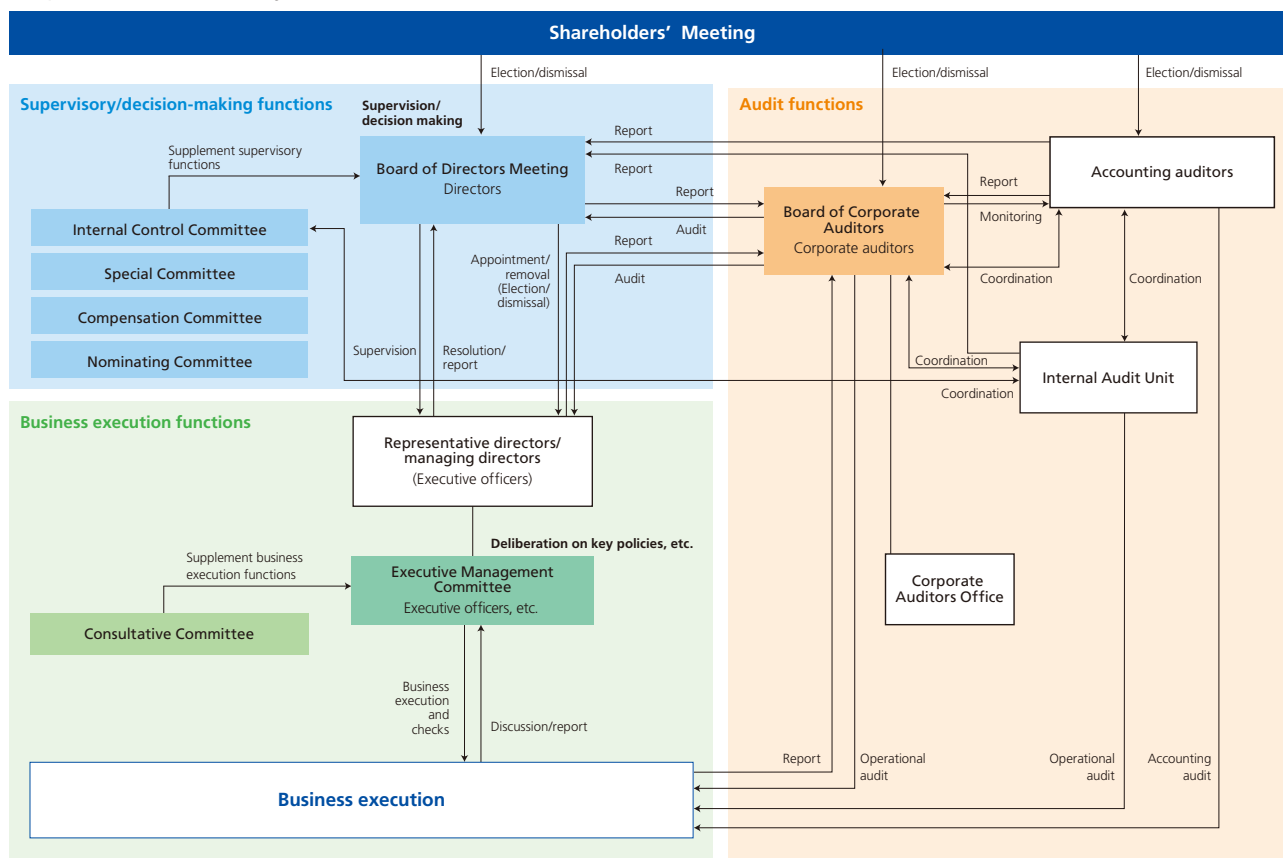 Shareholders' Meeting
Election/dismissal
Election/dismissal
Election/dismissal
Supervisory/decision-making functions
Supervision/
decision making
Audit functions
Supplement supervisory
functions
Board of Directors Meeting
Directors
Report
Report
Report
Audit
Report
Audit
Accounting auditors
Report
Monitoring
Board of Corporate
Auditors
Corporate auditors
Internal Control Committee
Special Committee
Compensation Committee
Nominating Committee
Appointment/
removal
(Election/
dismissal)
Coordination
Coordination
Supervision
Resolution/
report
Coordination
Coordination
Internal Audit Unit
Business execution functions
Representative directors/
managing directors
(Executive officers)
Deliberation on key policies, etc.
Supplement business
execution functions
Executive Management
Committee
Executive officers, etc.
Consultative Committee
Corporate
Auditors Office
Business
execution
and
checks
Discussion/report
Report
Operational
audit
Operational
audit
Accounting
audit
Business execution